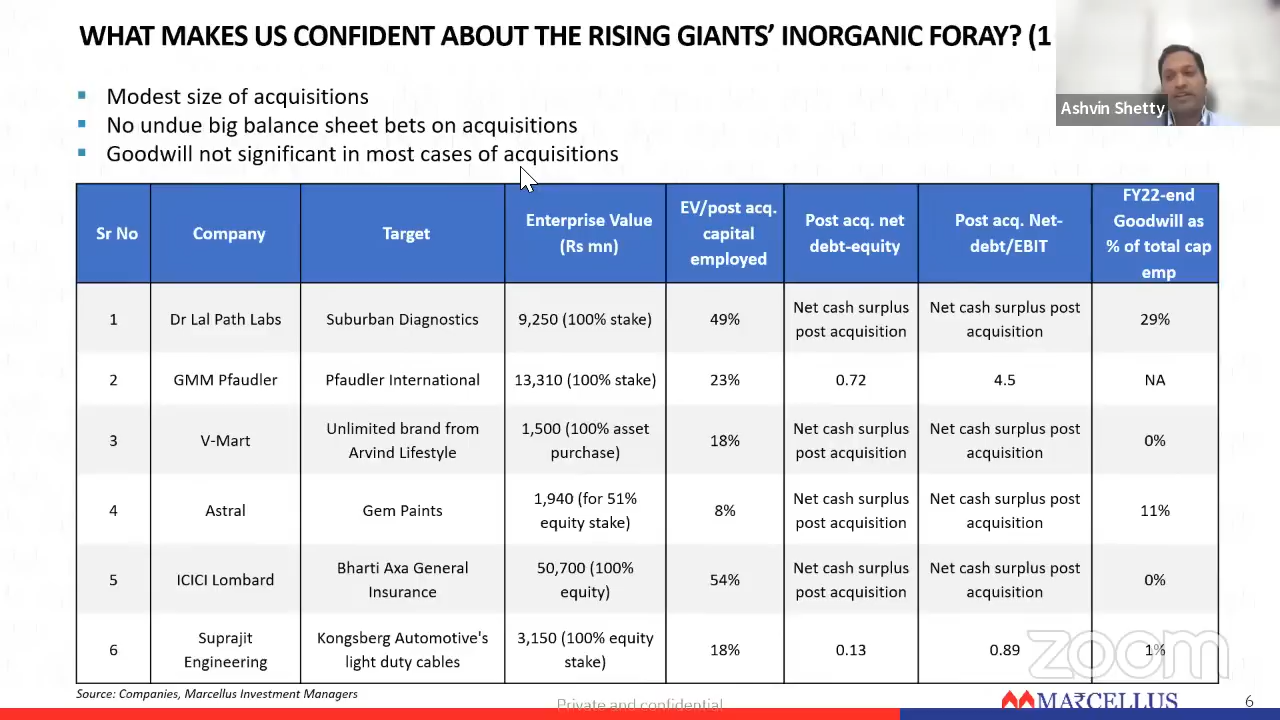 WHAT MAKES US CONFIDENT ABOUT THE RISING GIANTS' INORGANIC FORAY? (1
Ashvin Shetty
▪ Modest size of acquisitions
▪ No undue big balance sheet bets on acquisitions
▪ Goodwill not significant in most cases of acquisitions
Sr No | Company | Target | Enterprise Value (Rs mn) | EV/post acq. capital employed | Post acq. net debt-equity | Post acq. Net-debt/EBIT | FY22-end Goodwill as % of total cap emp
1 | Dr Lal Path Labs | Suburban Diagnostics | 9,250 (100% stake) | 49% | Net cash surplus post acquisition | Net cash surplus post acquisition | 29%
2 | GMM Pfaudler | Pfaudler International | 13,310 (100% stake) | 23% | 0.72 | 4.5 | NA
3 | V-Mart | Unlimited brand from Arvind Lifestyle | 1,500 (100% asset purchase) | 18% | Net cash surplus post acquisition | Net cash surplus post acquisition | 0%
4 | Astral | Gem Paints | 1,940 (for 51% equity stake) | 8% | Net cash surplus post acquisition | Net cash surplus post acquisition | 11%
5 | ICICI Lombard | Bharti Axa General Insurance | 50,700 (100% equity) | 54% | Net cash surplus post acquisition | Net cash surplus post acquisition | 0%
6 | Suprajit Engineering | Kongsberg Automotive's light duty cables | 3,150 (100% equity stake) | 18% | 0.13 | 0.89 | 1%
zoom
Source: Companies, Marcellus Investment Managers
Private and confidential
MARCELLUS
6